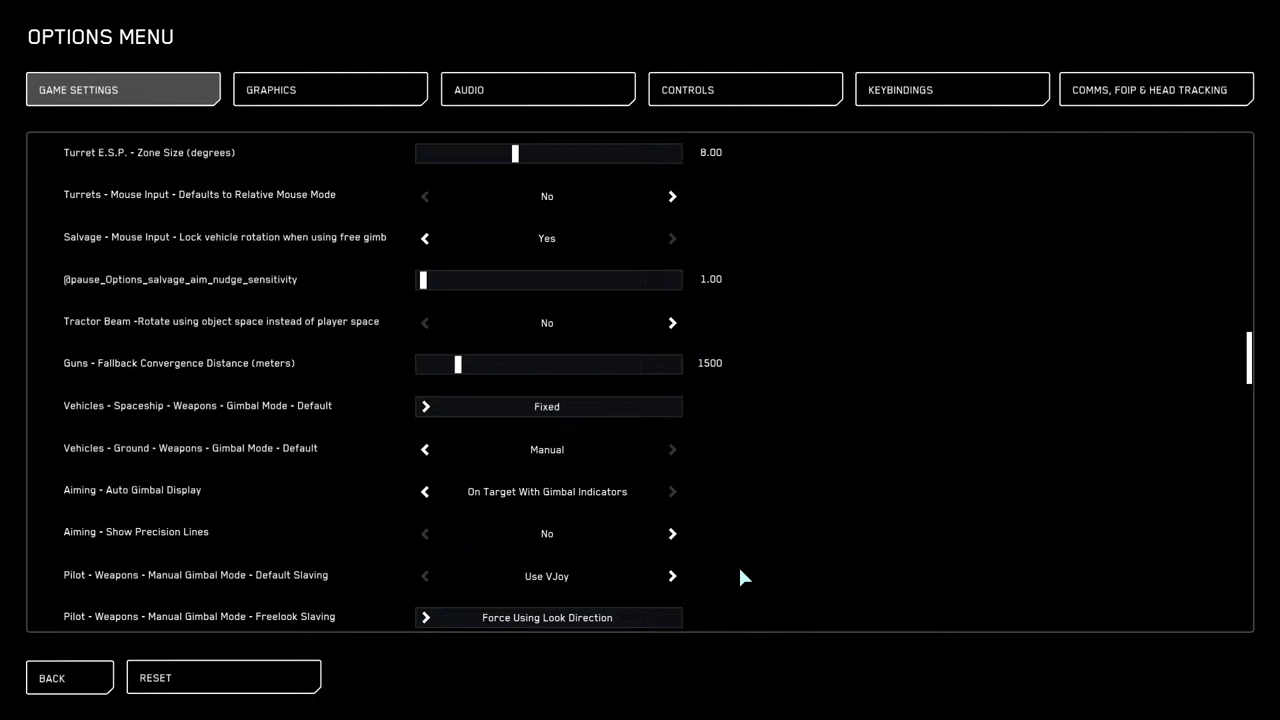 OPTIONS MENU
GAME SETTINGS
GRAPHICS
AUDIO
CONTROLS
KEYBINDINGS
COMMS, FOIP & HEAD TRACKING
Turret E.S.P. - Zone Size (degrees) 8.00
Turrets - Mouse Input - Defaults to Relative Mouse Mode No
Salvage - Mouse Input - Lock vehicle rotation when using free gimb Yes
@pause_Options_salvage_aim_nudge_sensitivity 1.00
Tractor Beam -Rotate using object space instead of player space No
Guns - Fallback Convergence Distance (meters) 1500
Vehicles - Spaceship - Weapons - Gimbal Mode - Default Fixed
Vehicles - Ground - Weapons - Gimbal Mode - Default Manual
Aiming - Auto Gimbal Display On Target With Gimbal Indicators
Aiming - Show Precision Lines No
Pilot - Weapons - Manual Gimbal Mode - Default Slaving Use VJoy
Pilot - Weapons - Manual Gimbal Mode - Freelook Slaving Force Using Look Direction
BACK
RESET